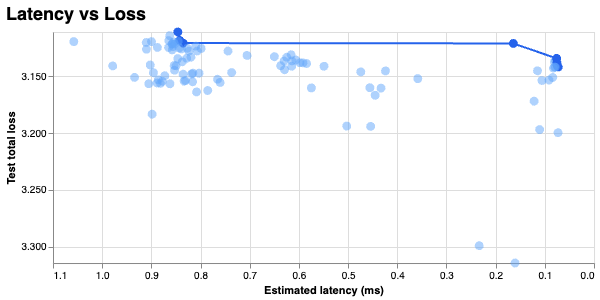 Latency vs Loss
Test total loss
3.150
3.200
3.250
3.300
1.1 1.0 0.9 0.8 0.7 0.6 0.5 0.4 0.3 0.2 0.1 0.0
Estimated latency (ms)